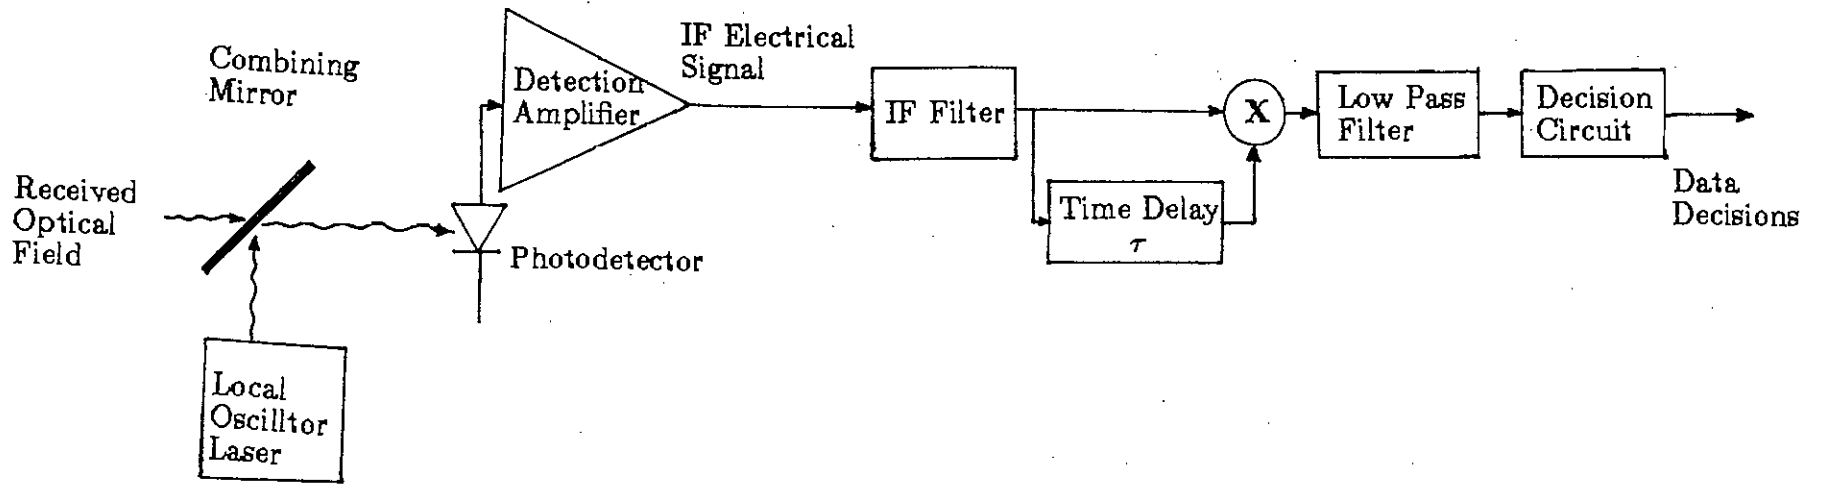 Combining
Mirror
Received
Optical
Field
Local
Oscilltor
Laser
Photodetector
Detection
Amplifier
IF Electrical
Signal
IF Filter
Time Delay
τ
X
Low Pass
Filter
Decision
Circuit
Data
Decisions